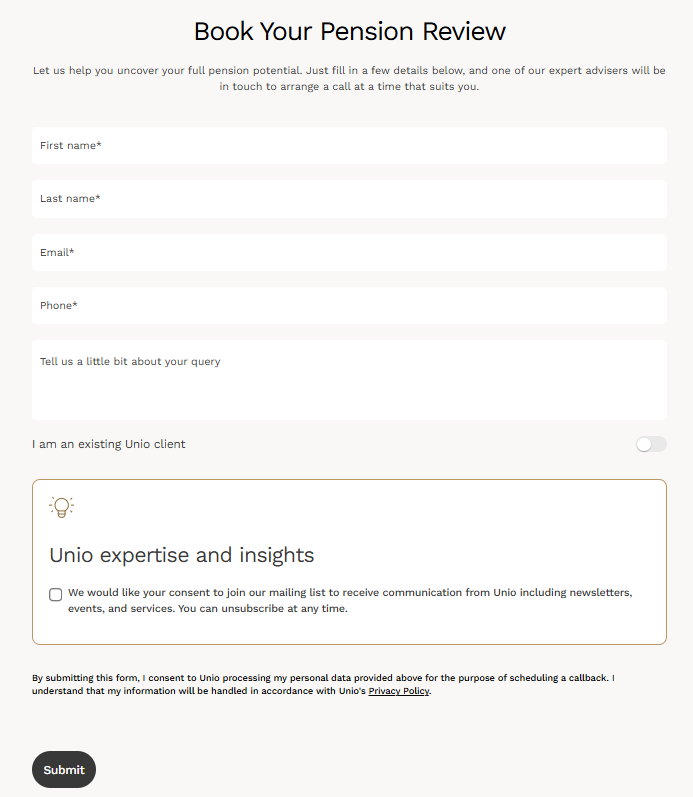 Book Your Pension Review
Let us help you uncover your full pension potential. Just fill in a few details below, and one of our expert advisers will be
in touch to arrange a call at a time that suits you.
First name*
Last name*
Email*
Phone*
Tell us a little bit about your query
I am an existing Unio client
Unio expertise and insights
We would like your consent to join our mailing list to receive communication from Unio including newsletters,
events, and services. You can unsubscribe at any time.
By submitting this form, I consent to Unio processing my personal data provided above for the purpose of scheduling a callback. I
understand that my information will be handled in accordance with Unio's Privacy Policy.
Submit